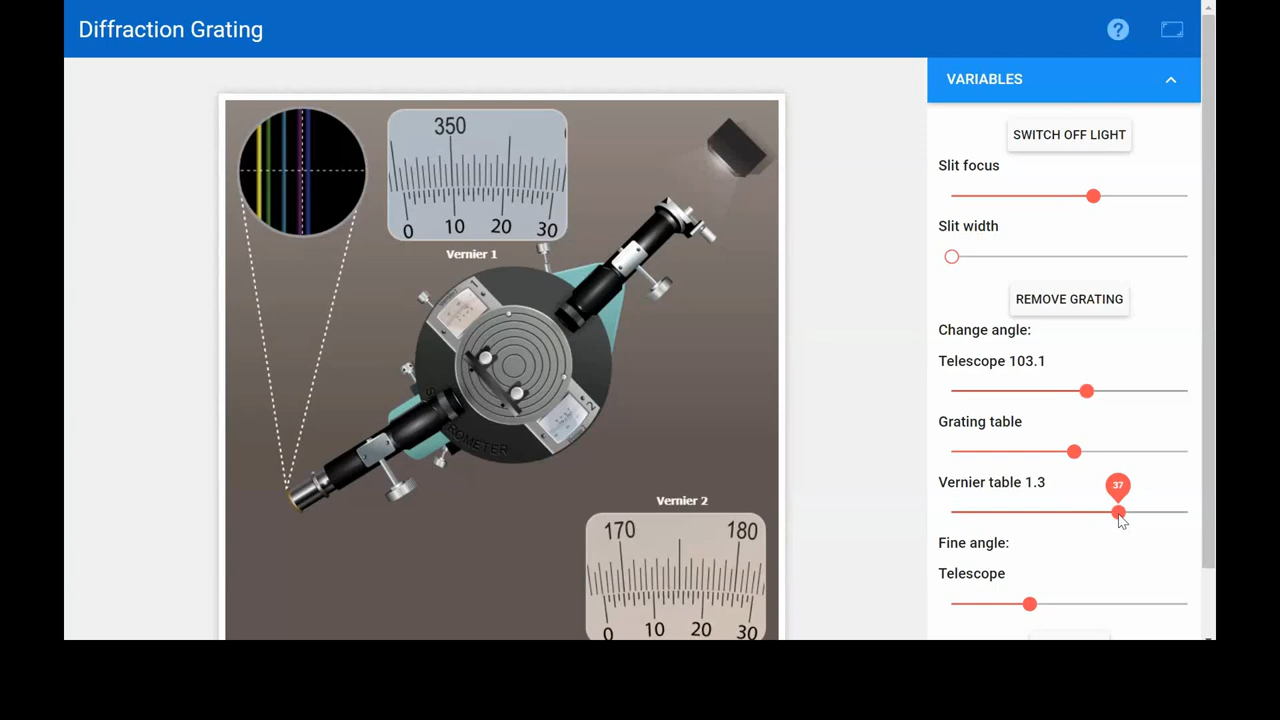 Diffraction Grating
?
VARIABLES
350
0 10 20 30
Vernier 1
1
2
Vernier 2
170 180
0 10 20 30
SWITCH OFF LIGHT
Slit focus
Slit width
REMOVE GRATING
Change angle:
Telescope 103.1
Grating table
Vernier table 1.3
37
Fine angle:
Telescope